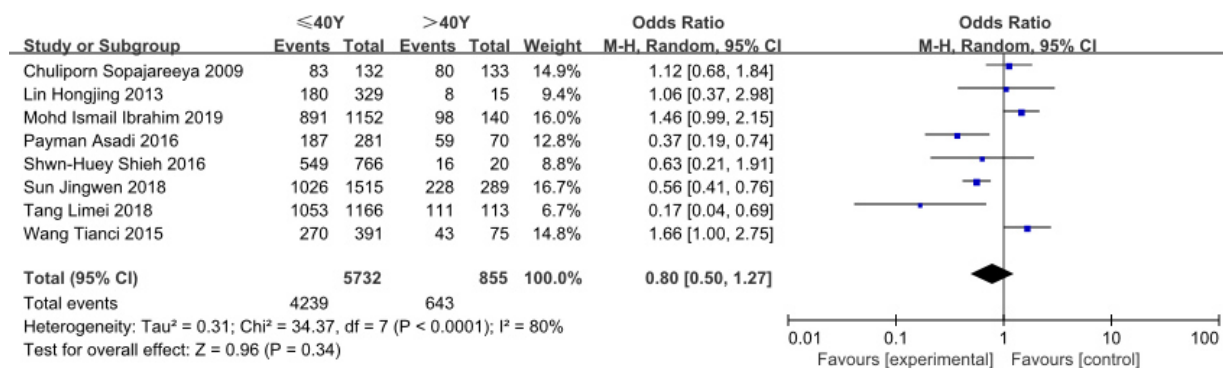 ≤40Y >40Y Odds Ratio Odds Ratio
Study or Subgroup Events Total Events Total Weight M-H, Random, 95% CI M-H, Random, 95% CI
Chuliporn Sopajareeya 2009 83 132 80 133 14.9% 1.12 [0.68, 1.84]
Lin Hongjing 2013 180 329 8 15 9.4% 1.06 [0.37, 2.98]
Mohd Ismail Ibrahim 2019 891 1152 98 140 16.0% 1.46 [0.99, 2.15]
Payman Asadi 2016 187 281 59 70 12.8% 0.37 [0.19, 0.74]
Shwn-Huey Shieh 2016 549 766 16 20 8.8% 0.63 [0.21, 1.91]
Sun Jingwen 2018 1026 1515 228 289 16.7% 0.56 [0.41, 0.76]
Tang Limei 2018 1053 1166 111 113 6.7% 0.17 [0.04, 0.69]
Wang Tianci 2015 270 391 43 75 14.8% 1.66 [1.00, 2.75]
Total (95% CI) 5732 855 100.0% 0.80 [0.50, 1.27]
Total events 4239 643
Heterogeneity: Tau² = 0.31; Chi² = 34.37, df = 7 (P < 0.0001); I² = 80%
Test for overall effect: Z = 0.96 (P = 0.34)
0.01 0.1 1 10 100
Favours [experimental] Favours [control]